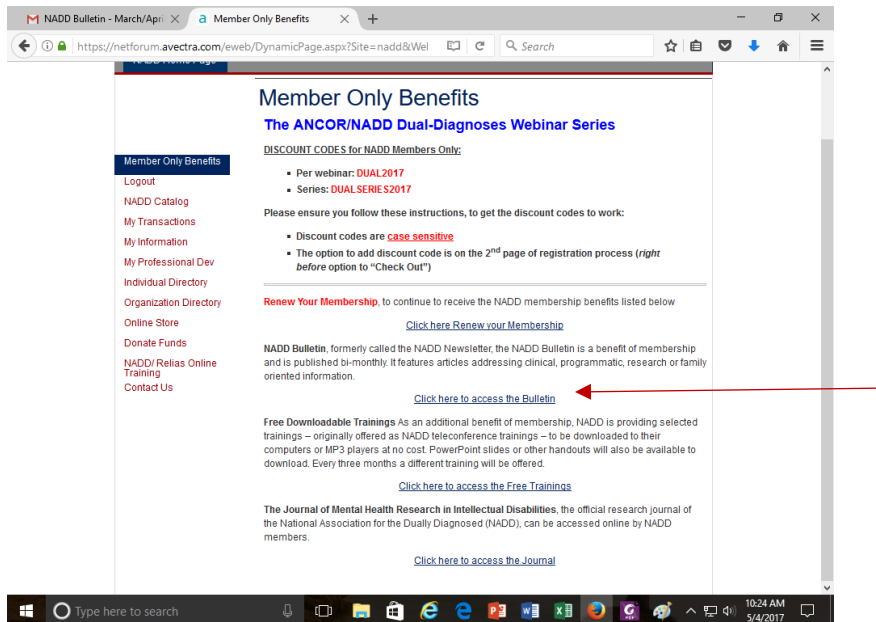 NADD Bulletin - March/Apri
Member Only Benefits
https://netforum.avectra.com/eweb/DynamicPage.aspx?Site=nadd&Wel
Search
NADD Home Page
Member Only Benefits
The ANCOR/NADD Dual-Diagnoses Webinar Series
DISCOUNT CODES for NADD Members Only:
Per webinar: DUAL2017
Series: DUALSERIES2017
Please ensure you follow these instructions, to get the discount codes to work:
Discount codes are case sensitive
The option to add discount code is on the 2nd page of registration process (right
before option to “Check Out”)
Member Only Benefits
Logout
NADD Catalog
My Transactions
My Information
My Professional Dev
Individual Directory
Organization Directory
Online Store
Donate Funds
NADD/ Relias Online
Training
Contact Us
Renew Your Membership, to continue to receive the NADD membership benefits listed below
Click here Renew your Membership
NADD Bulletin, formerly called the NADD Newsletter, the NADD Bulletin is a benefit of membership
and is published bi-monthly. It features articles addressing clinical, programmatic, research or family
oriented information.
Click here to access the Bulletin
Free Downloadable Trainings As an additional benefit of membership, NADD is providing selected
trainings – originally offered as NADD teleconference trainings – to be downloaded to their
computers or MP3 players at no cost. PowerPoint slides or other handouts will also be available to
download. Every three months a different training will be offered.
Click here to access the Free Trainings
The Journal of Mental Health Research in Intellectual Disabilities, the official research journal of
the National Association for the Dually Diagnosed (NADD), can be accessed online by NADD
members.
Click here to access the Journal
Type here to search
10:24 AM
5/4/2017